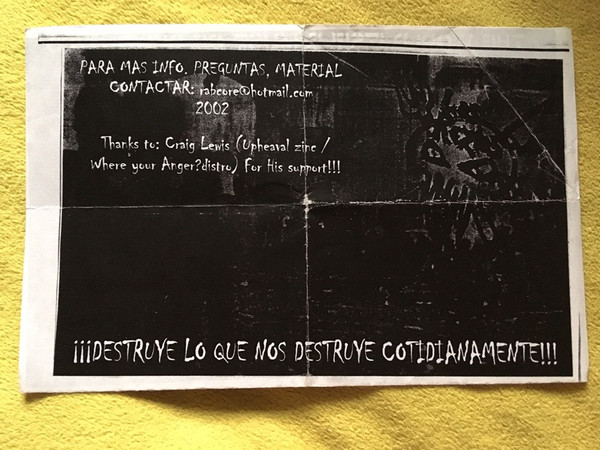 PARA MAS INFO. PREGUNTAS, MATERIAL
CONTACTAR: rabcore@hotmail.com
2002
Thanks to: Craig Lewis (Upheaval zine /
Where your Anger?distro) For His support!!!
¡¡¡DESTRUYE LO QUE NOS DESTRUYE COTIDIANAMENTE!!!